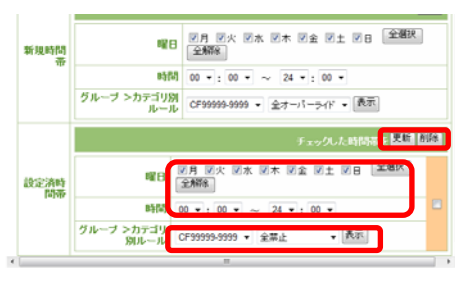 新規時間帯
曜日 月 火 水 木 金 土 日 全選択
全解除
時間 00 : 00 ～ 24 : 00
グループ >カテゴリ別ルール CF99999-9999 全オーバーライド 表示
チェックした時間帯を 更新 削除
設定済時間帯
曜日 月 火 水 木 金 土 日 全選択
全解除
時間 00 : 00 ～ 24 : 00
グループ >カテゴリ別ルール CF99999-9999 全禁止 表示